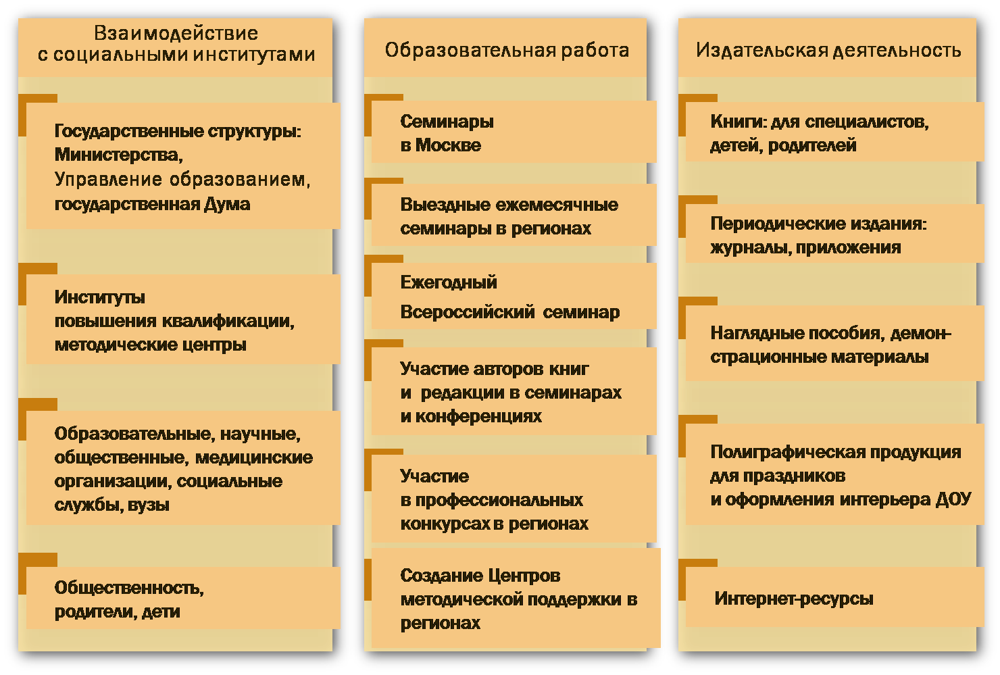 Взаимодействие
с социальными институтами
Государственные структуры:
Министерства,
Управление образованием,
государственная Дума
Институты
повышения квалификации,
методические центры
Образовательные, научные,
общественные, медицинские
организации, социальные
службы, вузы
Общественность,
родители, дети
Образовательная работа
Семинары
в Москве
Выездные ежемесячные
семинары в регионах
Ежегодный
Всероссийский семинар
Участие авторов книг
и редакции в семинарах
и конференциях
Участие
в профессиональных
конкурсах в регионах
Создание Центров
методической поддержки в
регионах
Издательская деятельность
Книги: для специалистов,
детей, родителей
Периодические издания:
журналы, приложения
Наглядные пособия, демон-
страционные материалы
Полиграфическая продукция
для праздников
и оформления интерьера ДОУ
Интернет-ресурсы